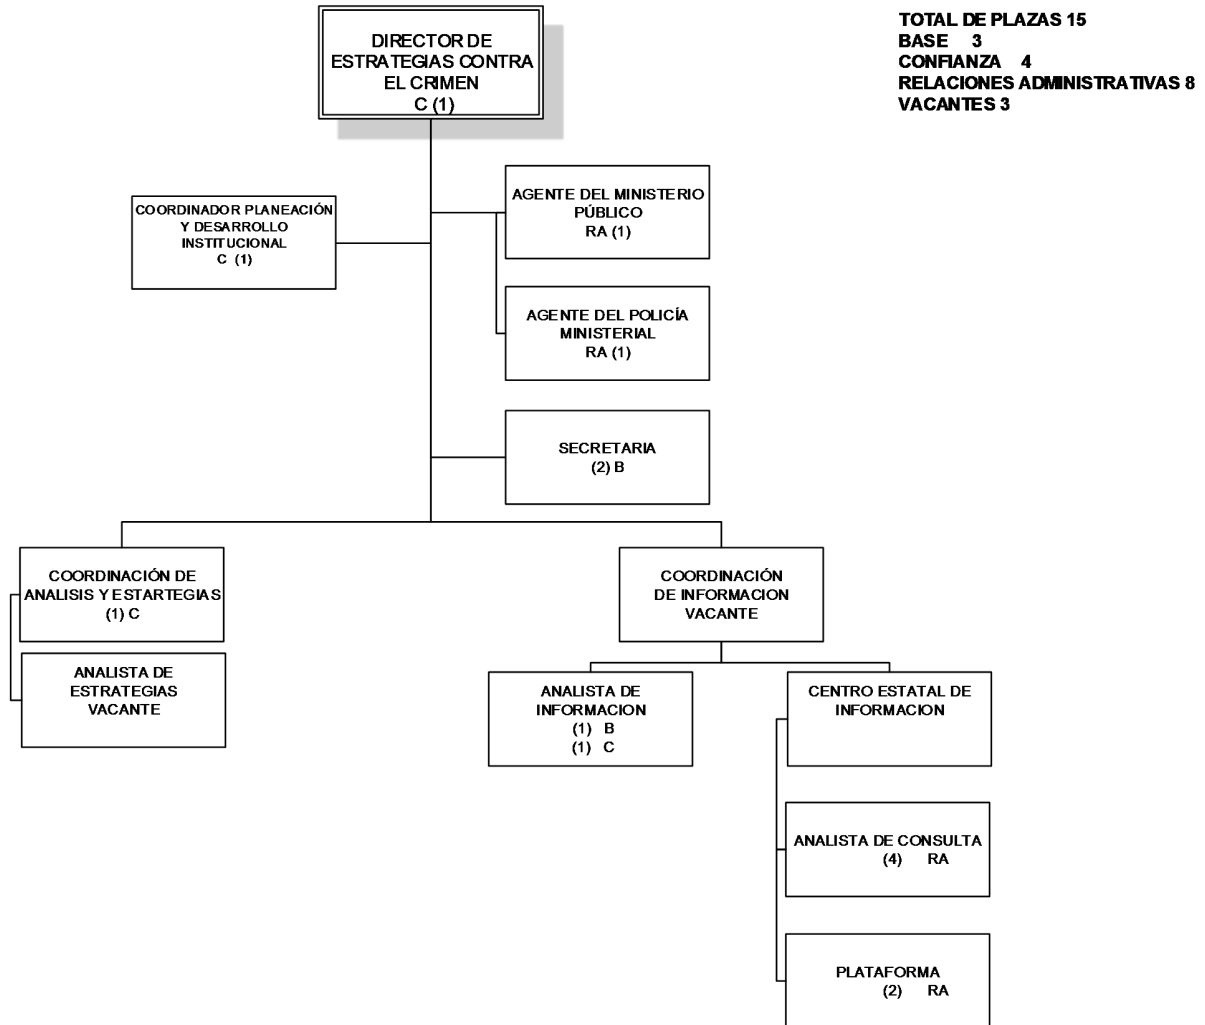 TOTAL DE PLAZAS 15
BASE 3
CONFIANZA 4
RELACIONES ADMINISTRATIVAS 8
VACANTES 3
DIRECTOR DE
ESTRATEGIAS CONTRA
EL CRIMEN
C (1)
COORDINADOR PLANEACIÓN
Y DESARROLLO
INSTITUCIONAL
C (1)
AGENTE DEL MINISTERIO
PÚBLICO
RA (1)
AGENTE DEL POLICÍA
MINISTERIAL
RA (1)
SECRETARIA
(2) B
COORDINACIÓN DE
ANALISIS Y ESTARTEGIAS
(1) C
ANALISTA DE
ESTRATEGIAS
VACANTE
COORDINACIÓN
DE INFORMACION
VACANTE
ANALISTA DE
INFORMACION
(1) B
(1) C
CENTRO ESTATAL DE
INFORMACION
ANALISTA DE CONSULTA
(4) RA
PLATAFORMA
(2) RA